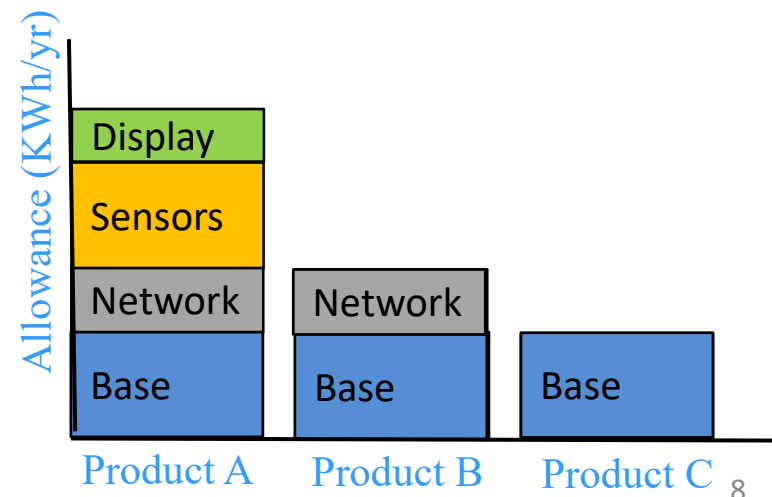 Allowance (KWh/yr)
Display
Sensors
Network
Network
Base
Base
Base
Product A
Product B
Product C
8